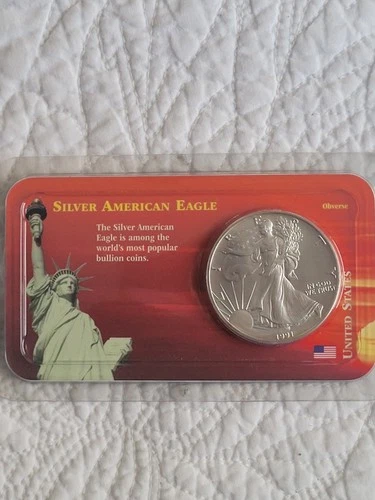 SILVER AMERICAN EAGLE
Obverse
The Silver American
Eagle is among the
world's most popular
bullion coins.
IN GOD
WE TRUST
1991
UNITED STATES